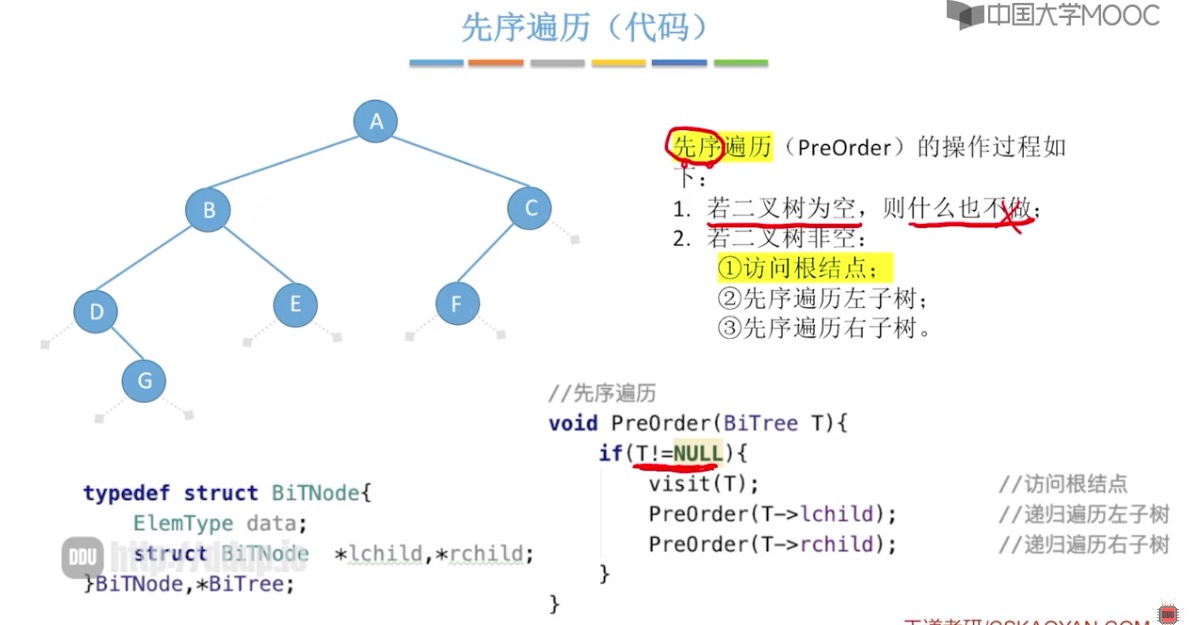 先序遍历（代码）
中国大学MOOC
A
B
C
D
E
F
G
先序遍历（PreOrder）的操作过程如
下：
1. 若二叉树为空，则什么也不做；
2. 若二叉树非空：
①访问根结点；
②先序遍历左子树；
③先序遍历右子树。
//先序遍历
void PreOrder(BiTree T){
if(T!=NULL){
visit(T); //访问根结点
PreOrder(T->lchild); //递归遍历左子树
PreOrder(T->rchild); //递归遍历右子树
}
}
typedef struct BiTNode{
ElemType data;
struct BiTNode *lchild,*rchild;
}BiTNode,*BiTree;
DDU http://ddup.io
王道考研/CSKAOYAN.COM